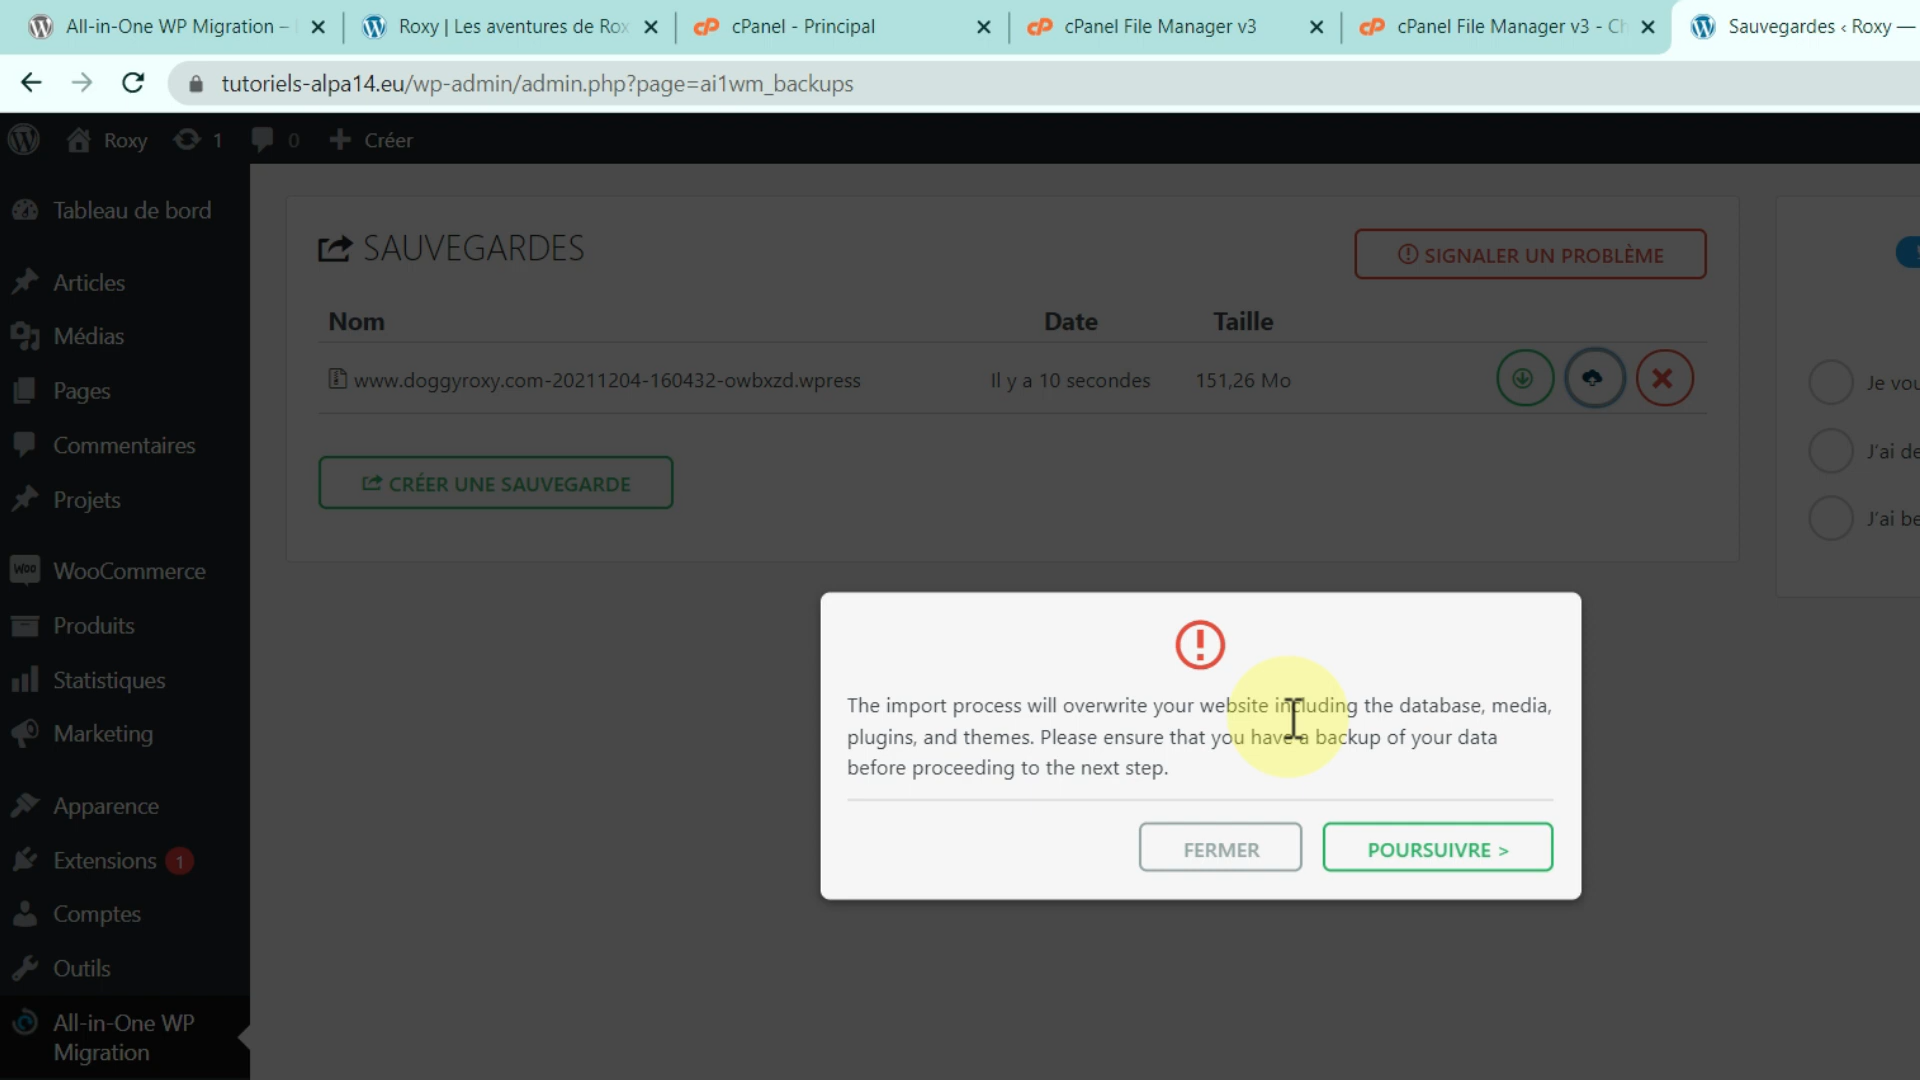 All-in-One WP Migration –
Roxy | Les aventures de Rox
cPanel - Principal
cPanel File Manager v3
cPanel File Manager v3 - Ch
Sauvegardes ‹ Roxy —
tutoriels-alpa14.eu/wp-admin/admin.php?page=ai1wm_backups
Roxy
1
0
Créer
Tableau de bord
Articles
Médias
Pages
Commentaires
Projets
WooCommerce
Produits
Statistiques
Marketing
Apparence
Extensions 1
Comptes
Outils
All-in-One WP
Migration
SAUVEGARDES
SIGNALER UN PROBLÈME
Nom Date Taille
www.doggyroxy.com-20211204-160432-owbxzd.wpress Il y a 10 secondes 151,26 Mo
CRÉER UNE SAUVEGARDE
Je vou
J'ai de
J'ai be
The import process will overwrite your website including the database, media,
plugins, and themes. Please ensure that you have a backup of your data
before proceeding to the next step.
FERMER
POURSUIVRE >